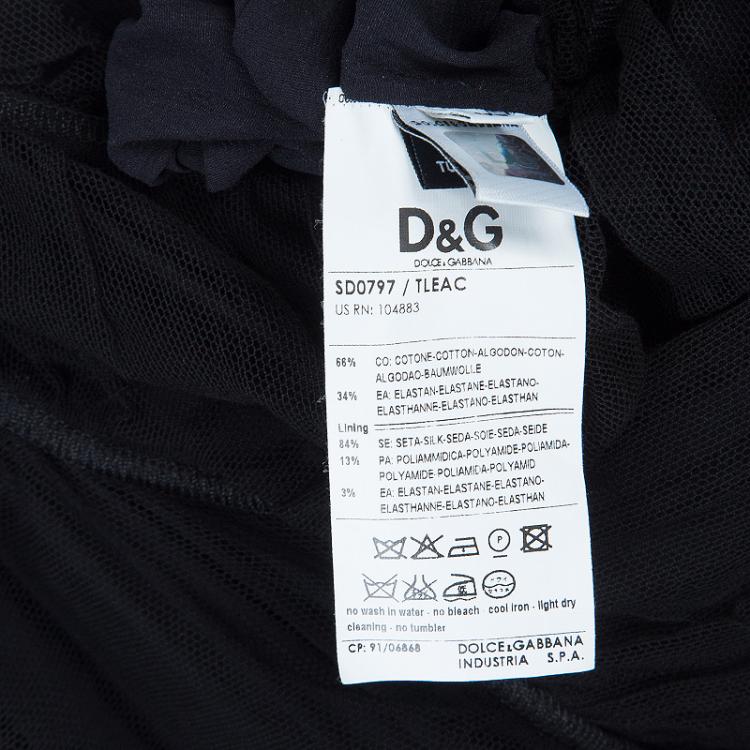 TU
D&G
DOLCE & GABBANA
SD0797 / TLEAC
US RN: 104883
66% CO: COTONE-COTTON-ALGODON-COTON-
ALGODAO-BAUMWOLLE
34% EA: ELASTAN-ELASTANE-ELASTANO-
ELASTHANNE-ELASTANO-ELASTHAN
Lining
84% SE: SETA-SILK-SEDA-SOIE-SEDA-SEIDE
13% PA: POLIAMMIDICA-POLYAMIDE-POLIAMIDA-
POLYAMIDE-POLIAMIDA-POLYAMID
3% EA: ELASTAN-ELASTANE-ELASTANO-
ELASTHANNE-ELASTANO-ELASTHAN
P
no wash in water - no bleach - cool iron - light dry
cleaning - no tumbler
CP: 91/06868
DOLCE & GABBANA
INDUSTRIA S.P.A.